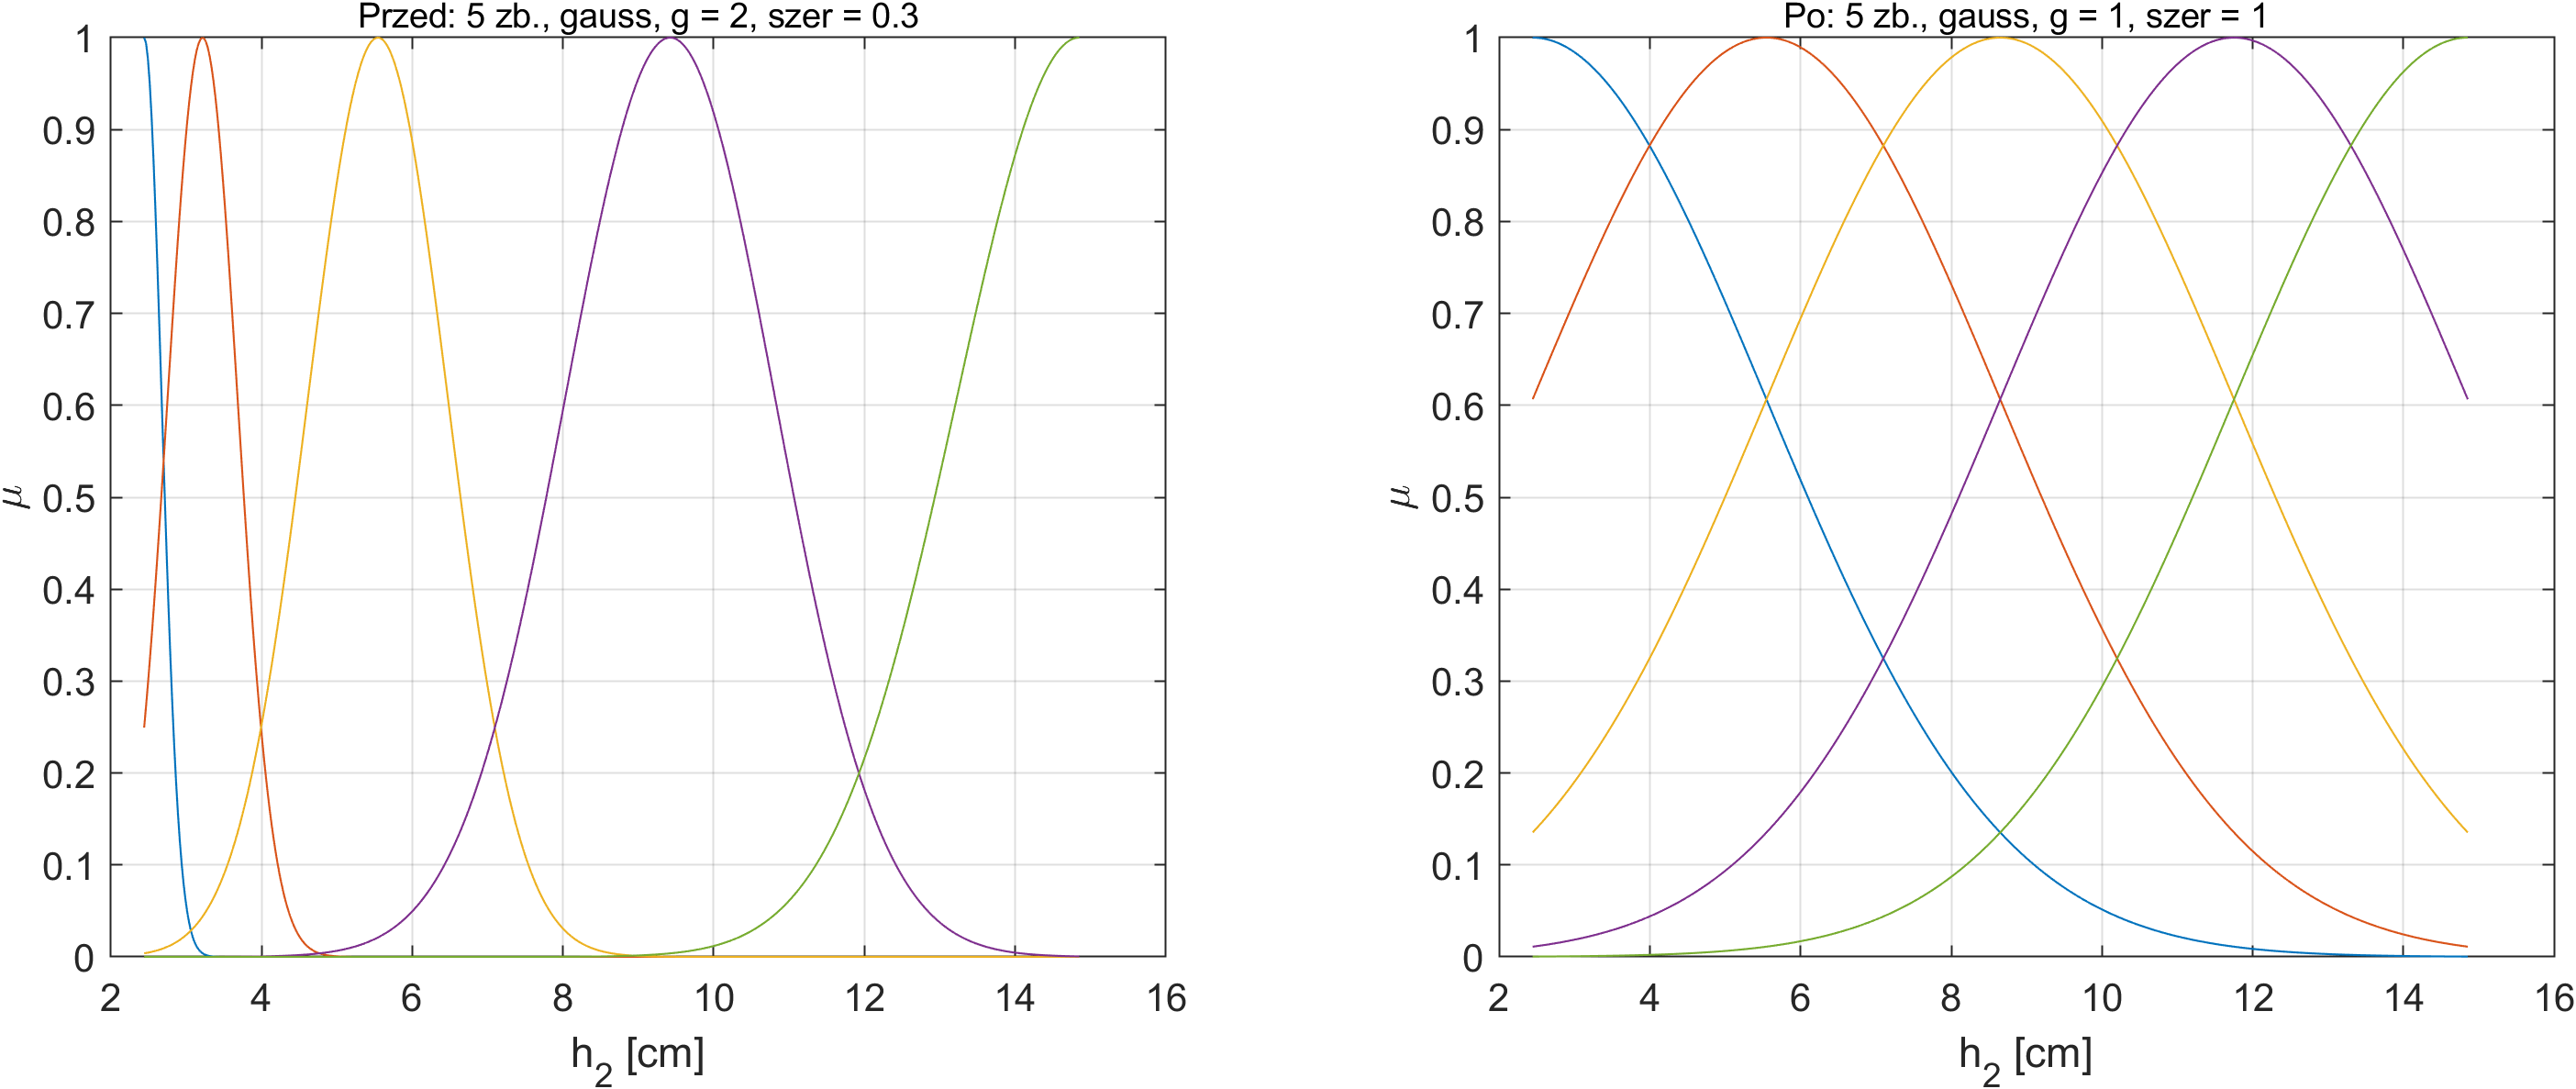 Przed: 5 zb., gauss, g = 2, szer = 0.3
1
0.9
0.8
0.7
0.6
0.5
0.4
0.3
0.2
0.1
0
μ
2 4 6 8 10 12 14 16
h2 [cm]
Po: 5 zb., gauss, g = 1, szer = 1
1
0.9
0.8
0.7
0.6
0.5
0.4
0.3
0.2
0.1
0
μ
2 4 6 8 10 12 14 16
h2 [cm]